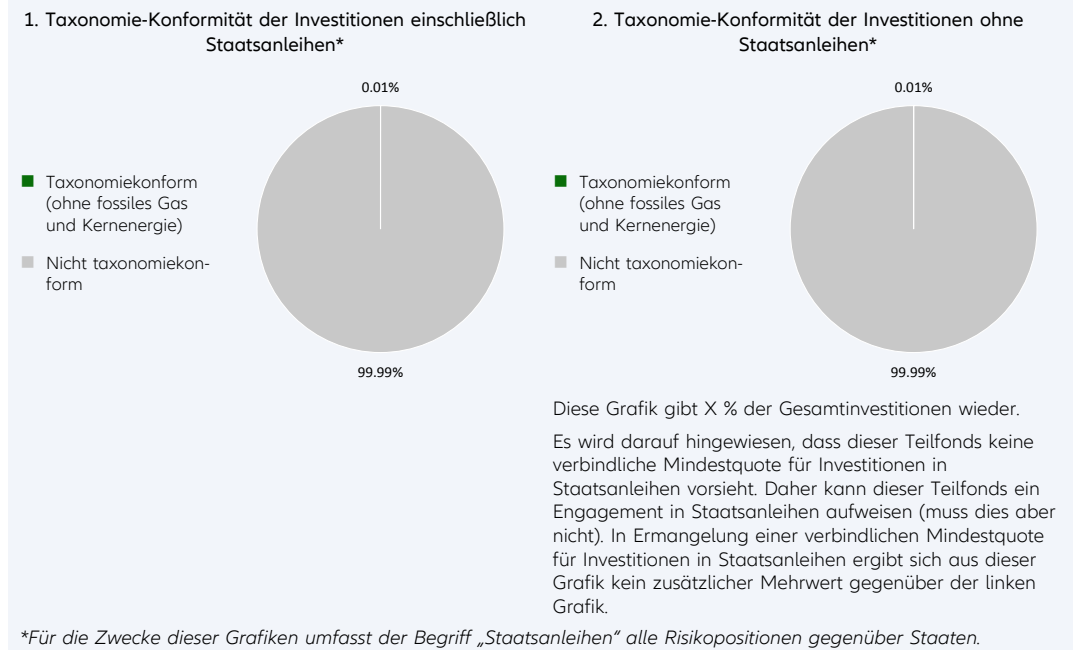 1. Taxonomie-Konformität der Investitionen einschließlich
Staatsanleihen*
0.01%
Taxonomiekonform
(ohne fossiles Gas
und Kernenergie)
Nicht taxonomiekon-
form
99.99%
2. Taxonomie-Konformität der Investitionen ohne
Staatsanleihen*
0.01%
Taxonomiekonform
(ohne fossiles Gas
und Kernenergie)
Nicht taxonomiekon-
form
99.99%
Diese Grafik gibt X % der Gesamtinvestitionen wieder.
Es wird darauf hingewiesen, dass dieser Teilfonds keine
verbindliche Mindestquote für Investitionen in
Staatsanleihen vorsieht. Daher kann dieser Teilfonds ein
Engagement in Staatsanleihen aufweisen (muss dies aber
nicht). In Ermangelung einer verbindlichen Mindestquote
für Investitionen in Staatsanleihen ergibt sich aus dieser
Grafik kein zusätzlicher Mehrwert gegenüber der linken
Grafik.
*Für die Zwecke dieser Grafiken umfasst der Begriff „Staatsanleihen“ alle Risikopositionen gegenüber Staaten.